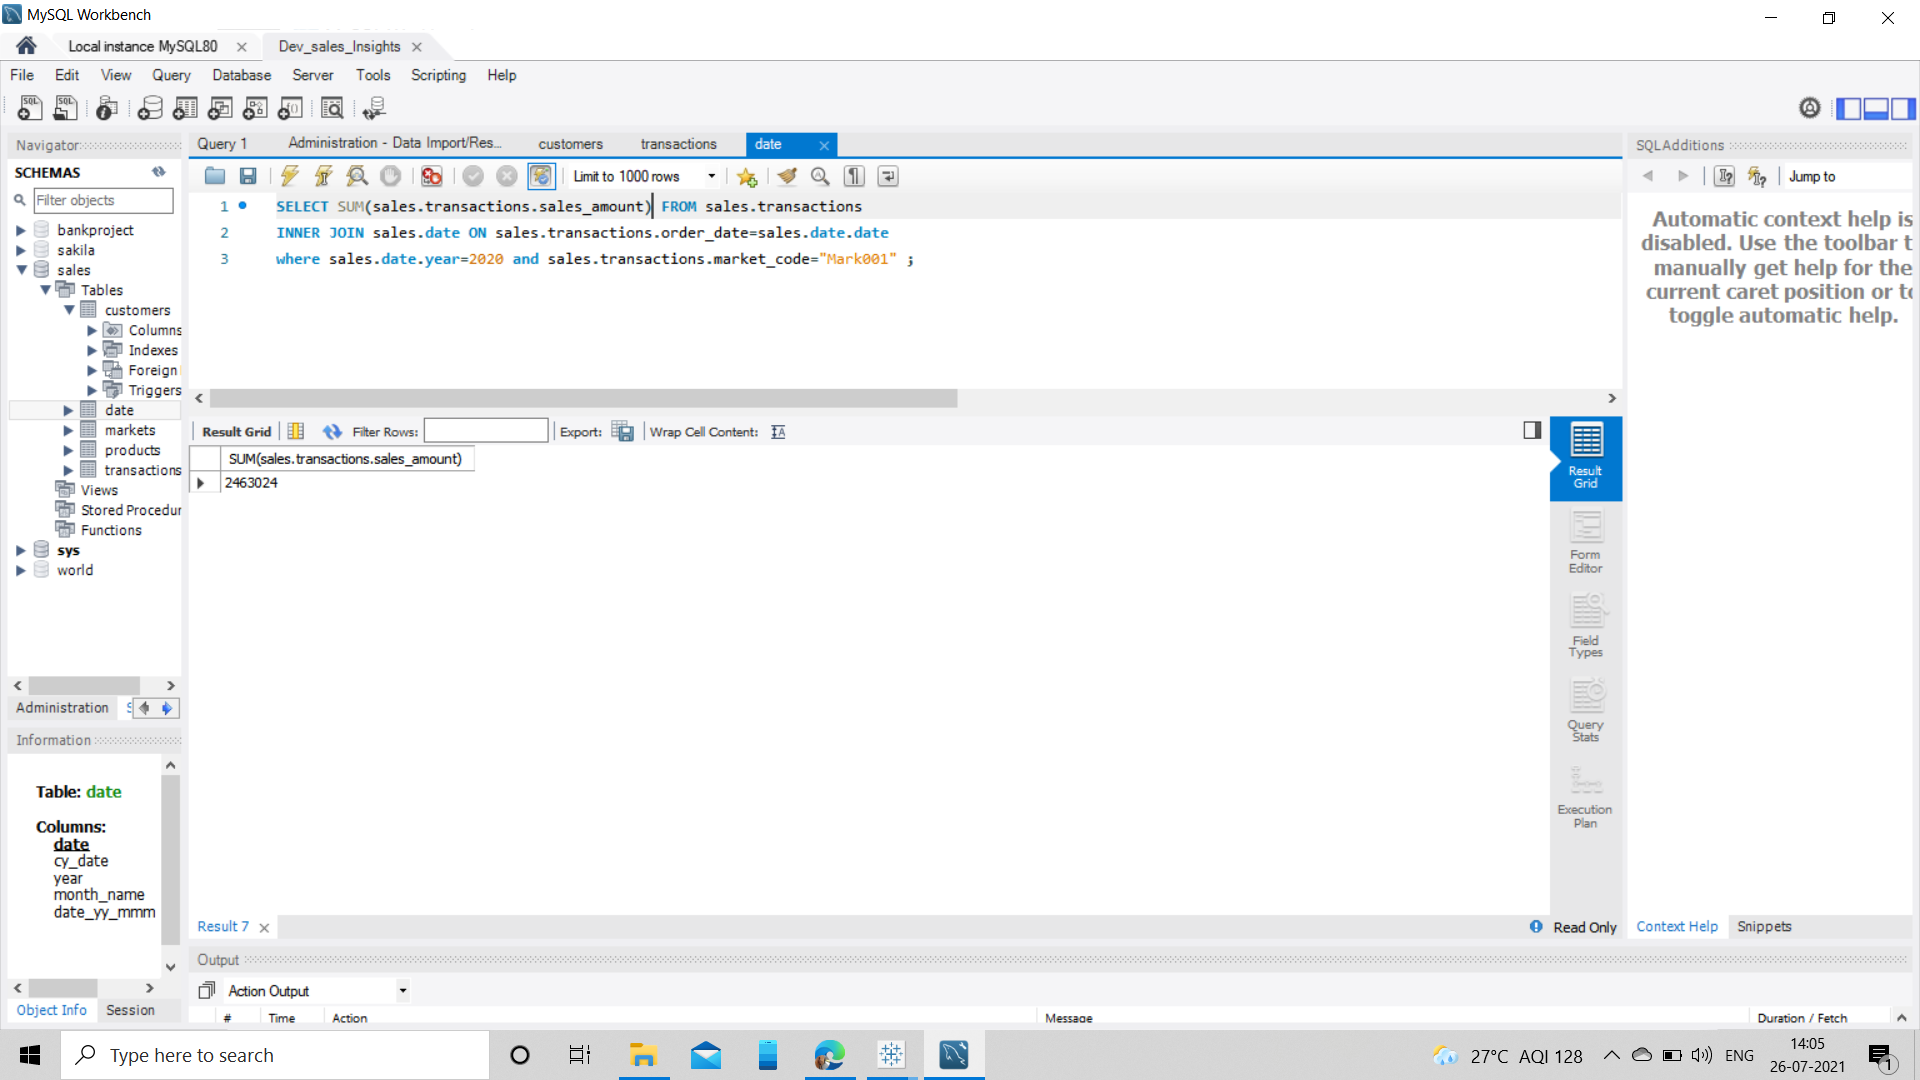 MySQL Workbench
Local instance MySQL80
Dev_sales_Insights
File Edit View Query Database Server Tools Scripting Help
Navigator
SCHEMAS
Filter objects
bankproject
sakila
sales
Tables
customers
Columns
Indexes
Foreign
Triggers
date
markets
products
transactions
Views
Stored Procedur
Functions
sys
world
Administration S
Information
Table: date
Columns:
date
cy_date
year
month_name
date_yy_mmm
Object Info Session
Query 1 Administration - Data Import/Res... customers transactions date
Limit to 1000 rows
1 SELECT SUM(sales.transactions.sales_amount) FROM sales.transactions
2 INNER JOIN sales.date ON sales.transactions.order_date=sales.date.date
3 where sales.date.year=2020 and sales.transactions.market_code="Mark001" ;
Result Grid Filter Rows: Export: Wrap Cell Content:
SUM(sales.transactions.sales_amount)
2463024
Result
Grid
Form
Editor
Field
Types
Query
Stats
Execution
Plan
Result 7
Read Only
Output
Action Output
# Time Action Message Duration / Fetch
SQLAdditions
Jump to
Automatic context help is
disabled. Use the toolbar t
manually get help for the
current caret position or to
toggle automatic help.
Context Help Snippets
Type here to search
27°C AQI 128
ENG
14:05
26-07-2021
1